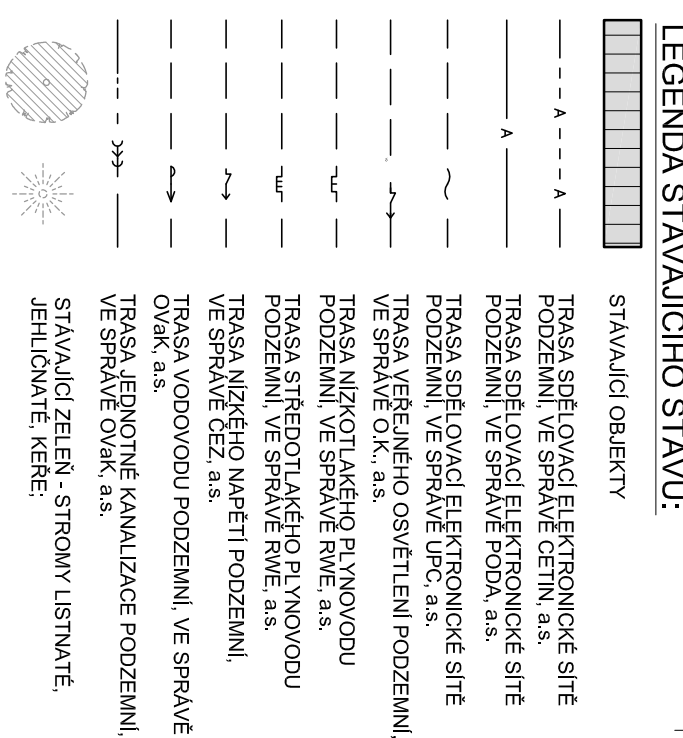 LEGENDA STÁVAJÍCÍHO STAVU:
STÁVAJÍCÍ OBJEKTY
A A
TRASA SDĚLOVACÍ ELEKTRONICKÉ SÍTĚ
PODZEMNÍ, VE SPRÁVĚ CETIN, a.s.
A
TRASA SDĚLOVACÍ ELEKTRONICKÉ SÍTĚ
PODZEMNÍ, VE SPRÁVĚ PODA, a.s.
TRASA SDĚLOVACÍ ELEKTRONICKÉ SÍTĚ
PODZEMNÍ, VE SPRÁVĚ UPC, a.s.
TRASA VEŘEJNÉHO OSVĚTLENÍ PODZEMNÍ,
VE SPRÁVĚ O.K., a.s.
TRASA NÍZKOTLAKÉHO PLYNOVODU
PODZEMNÍ, VE SPRÁVĚ RWE, a.s.
TRASA STŘEDOTLAKÉHO PLYNOVODU
PODZEMNÍ, VE SPRÁVĚ RWE, a.s.
TRASA NÍZKÉHO NAPĚTÍ PODZEMNÍ,
VE SPRÁVĚ ČEZ, a.s.
TRASA VODOVODU PODZEMNÍ, VE SPRÁVĚ
OVaK, a.s.
TRASA JEDNOTNÉ KANALIZACE PODZEMNÍ,
VE SPRÁVĚ OVaK, a.s.
STÁVAJÍCÍ ZELEŇ - STROMY LISTNATÉ,
JEHLIČNATÉ, KEŘE;